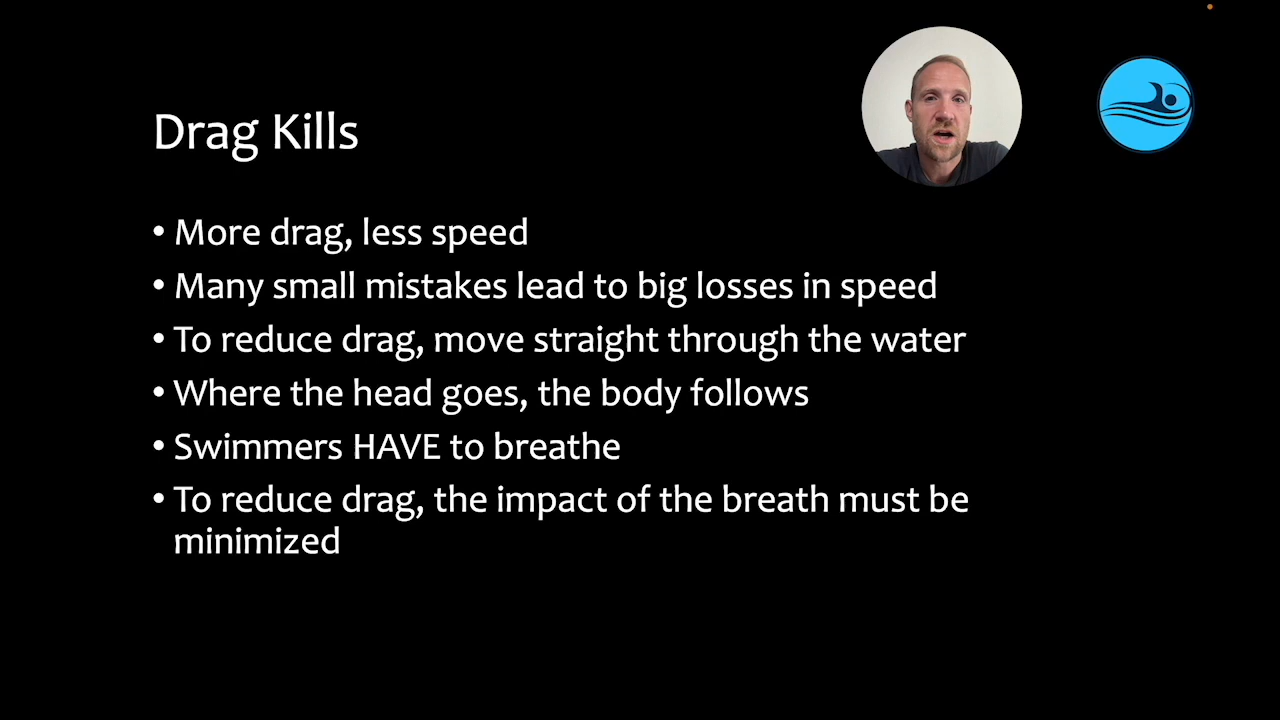 Drag Kills
• More drag, less speed
• Many small mistakes lead to big losses in speed
• To reduce drag, move straight through the water
• Where the head goes, the body follows
• Swimmers HAVE to breathe
• To reduce drag, the impact of the breath must be
minimized